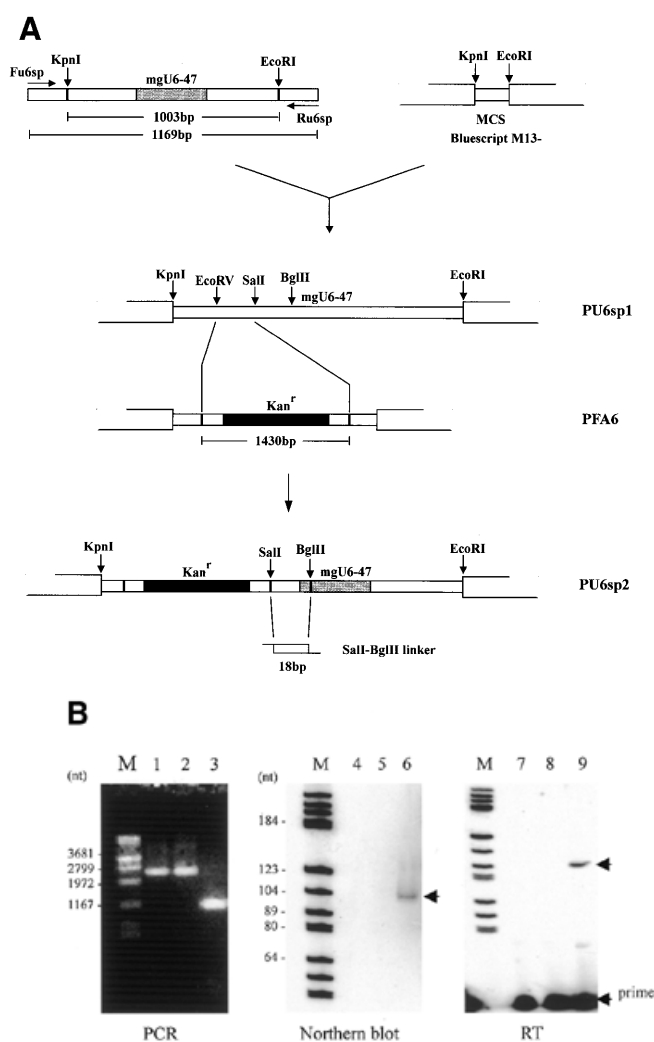 A
KpnI
EcoRI
Fu6sp
mgU6-47
Ru6sp
1003bp
1169bp
KpnI
EcoRI
MCS
Bluescript M13-
KpnI
EcoRV
SalI
BglII
mgU6-47
EcoRI
PU6sp1
Kan r
PFA6
1430bp
KpnI
Kan r
SalI
BglII
mgU6-47
EcoRI
PU6sp2
SalI-BglII linker
18bp
B
(nt) M 1 2 3
3681
2799
1972
1167
PCR
(nt) M 4 5 6
184
123
104
89
80
64
Northern blot
M 7 8 9
prime
RT